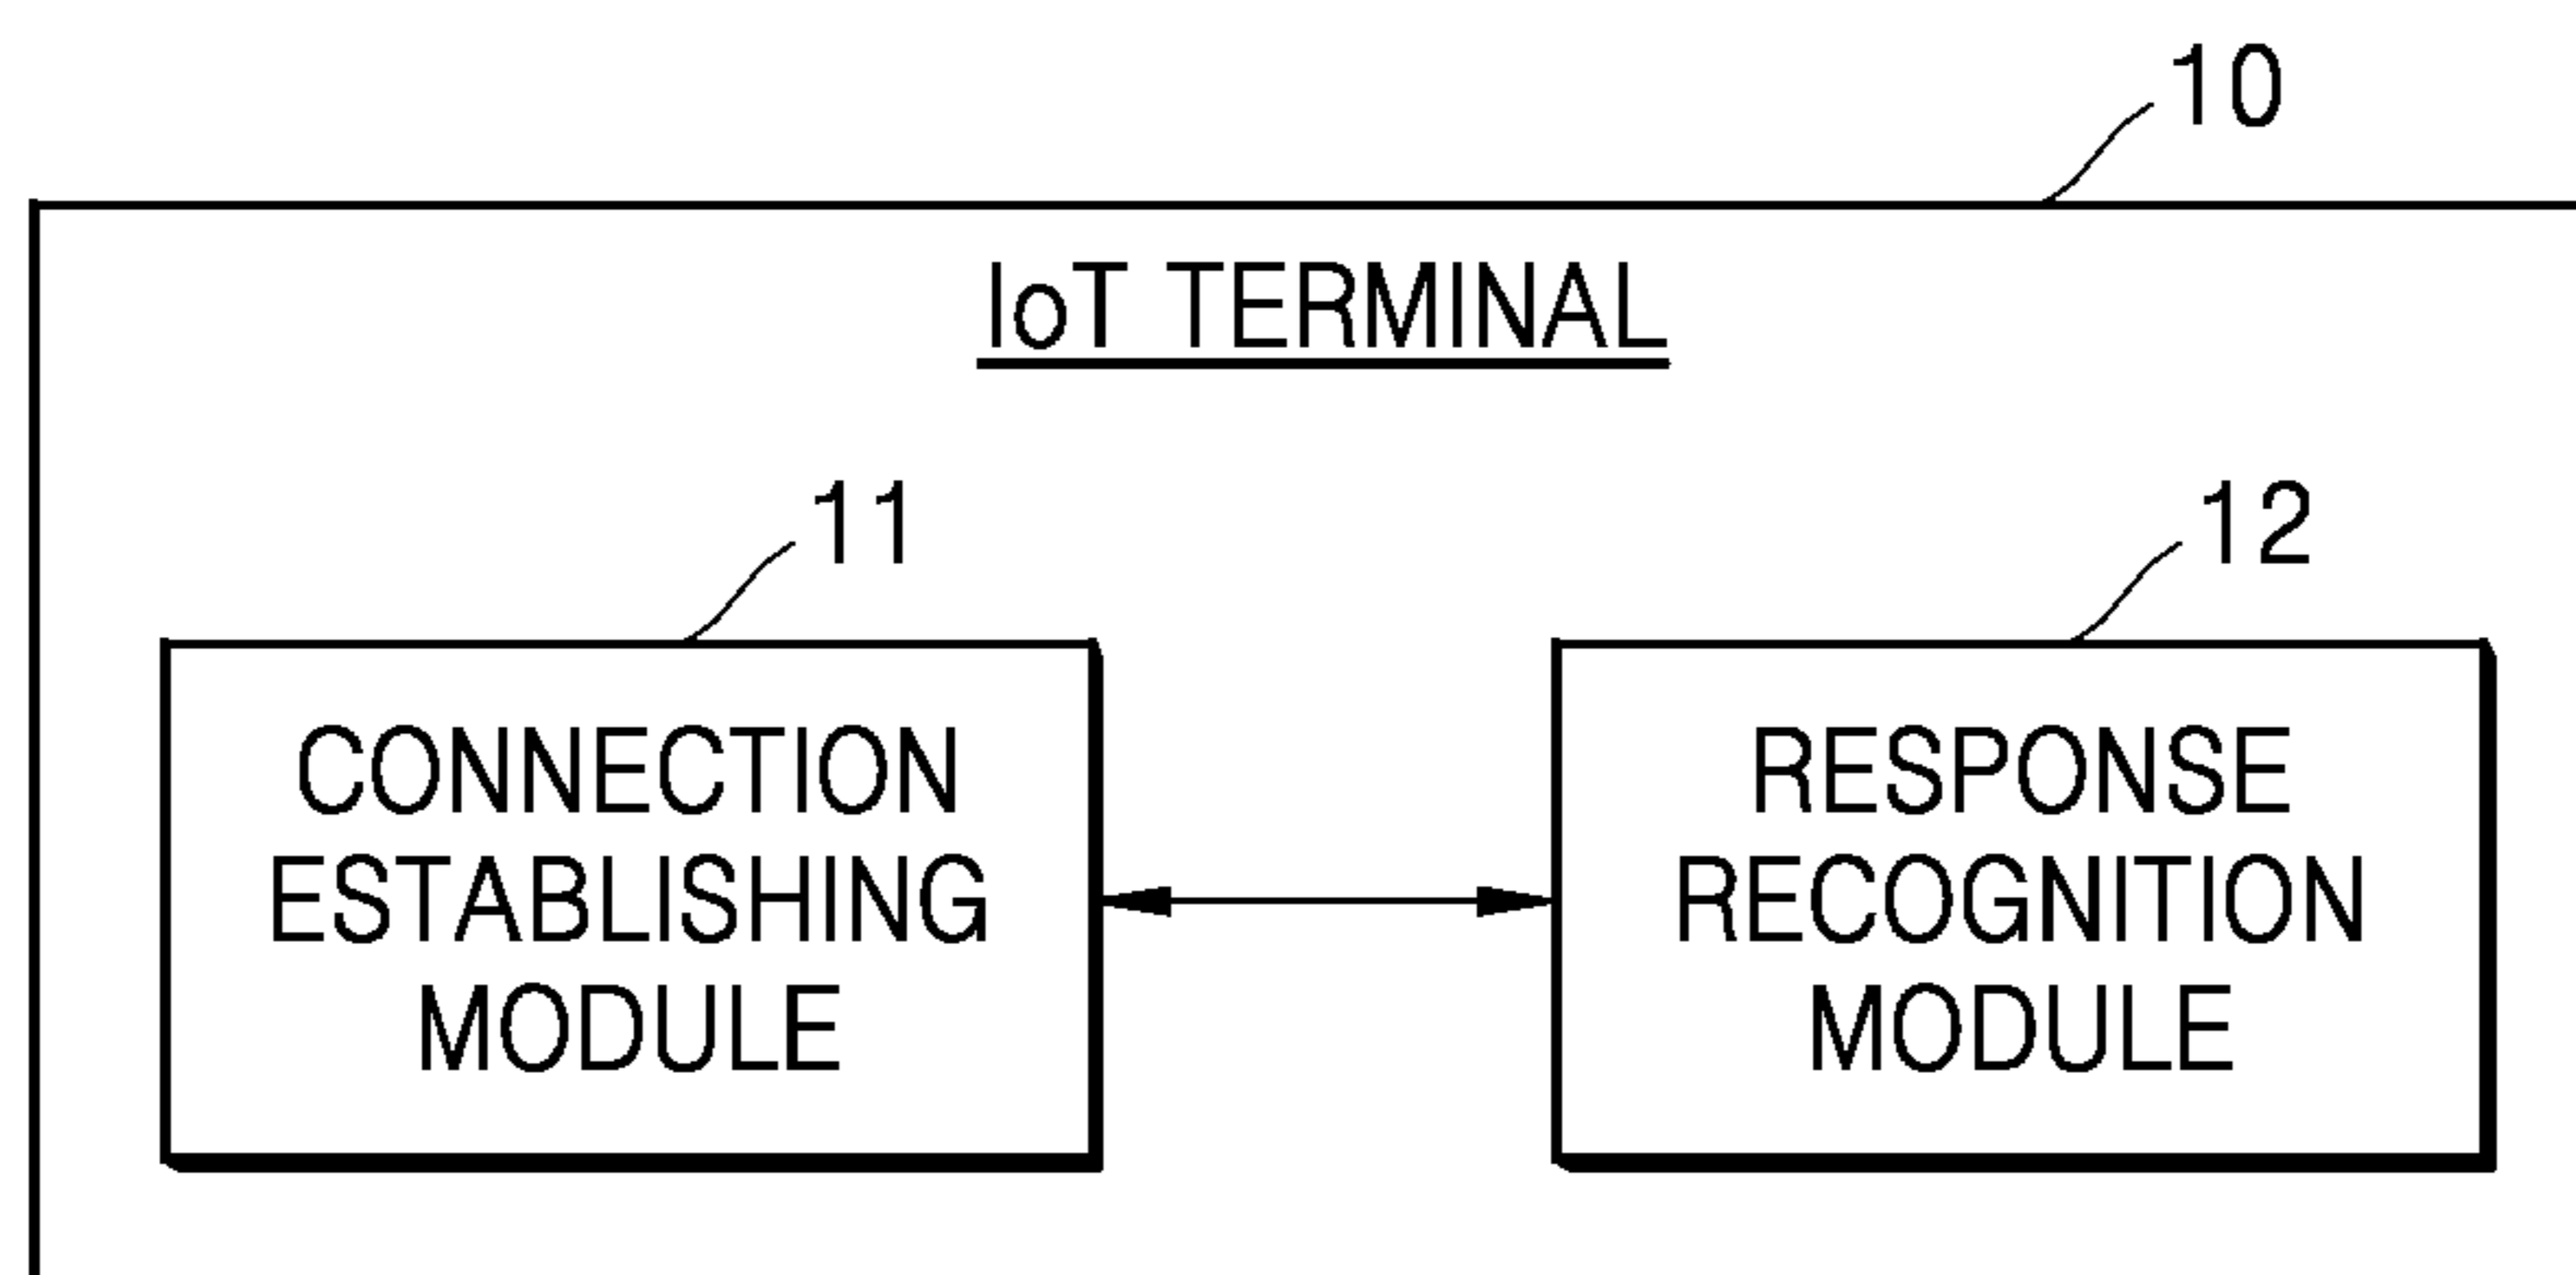 10
IoT TERMINAL
11
12
CONNECTION
ESTABLISHING
MODULE
RESPONSE
RECOGNITION
MODULE